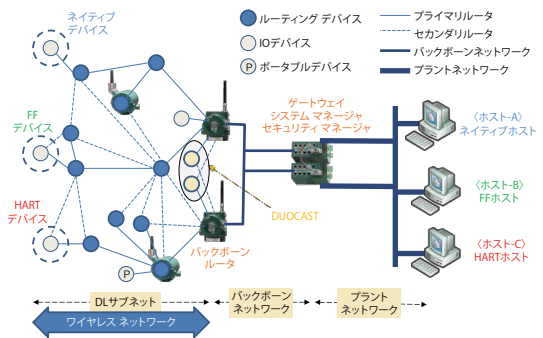 ネイティブ
デバイス
ルーティング デバイス
IOデバイス
P ポータブルデバイス
プライマリルータ
セカンダリルータ
バックボーンネットワーク
プラントネットワーク
FF
デバイス
HART
デバイス
ゲートウェイ
システム マネージャ
セキュリティ マネージャ
DUOCAST
バックボーン
ルータ
P
〈ホスト-A〉
ネイティブホスト
〈ホスト-B〉
FFホスト
〈ホスト-C〉
HARTホスト
DLサブネット
バックボーン
ネットワーク
プラント
ネットワーク
ワイヤレス ネットワーク